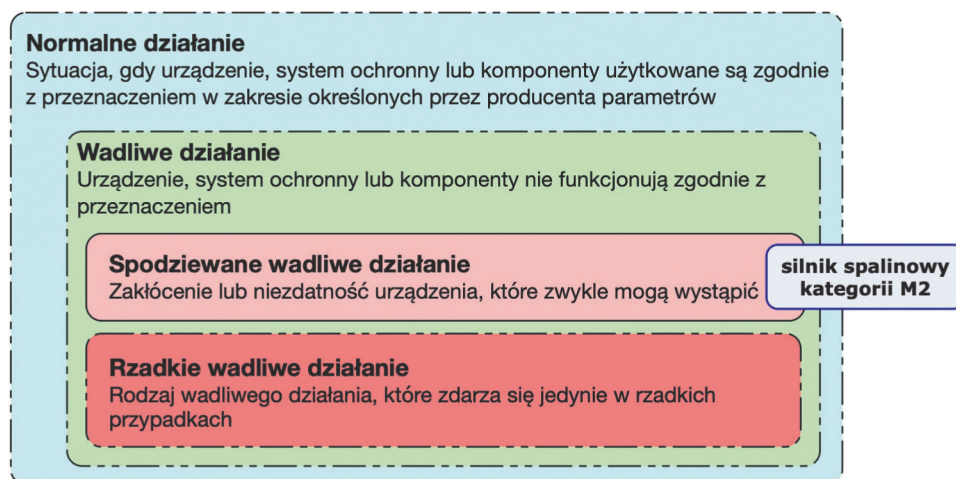 Normalne działanie
Sytuacja, gdy urządzenie, system ochronny lub komponenty użytkowane są zgodnie
z przeznaczeniem w zakresie określonych przez producenta parametrów
Wadliwe działanie
Urządzenie, system ochronny lub komponenty nie funkcjonują zgodnie z
przeznaczeniem
Spodziewane wadliwe działanie
Zakłócenie lub niezdatność urządzenia, które zwykle mogą wystąpić
silnik spalinowy
kategorii M2
Rzadkie wadliwe działanie
Rodzaj wadliwego działania, które zdarza się jedynie w rzadkich
przypadkach